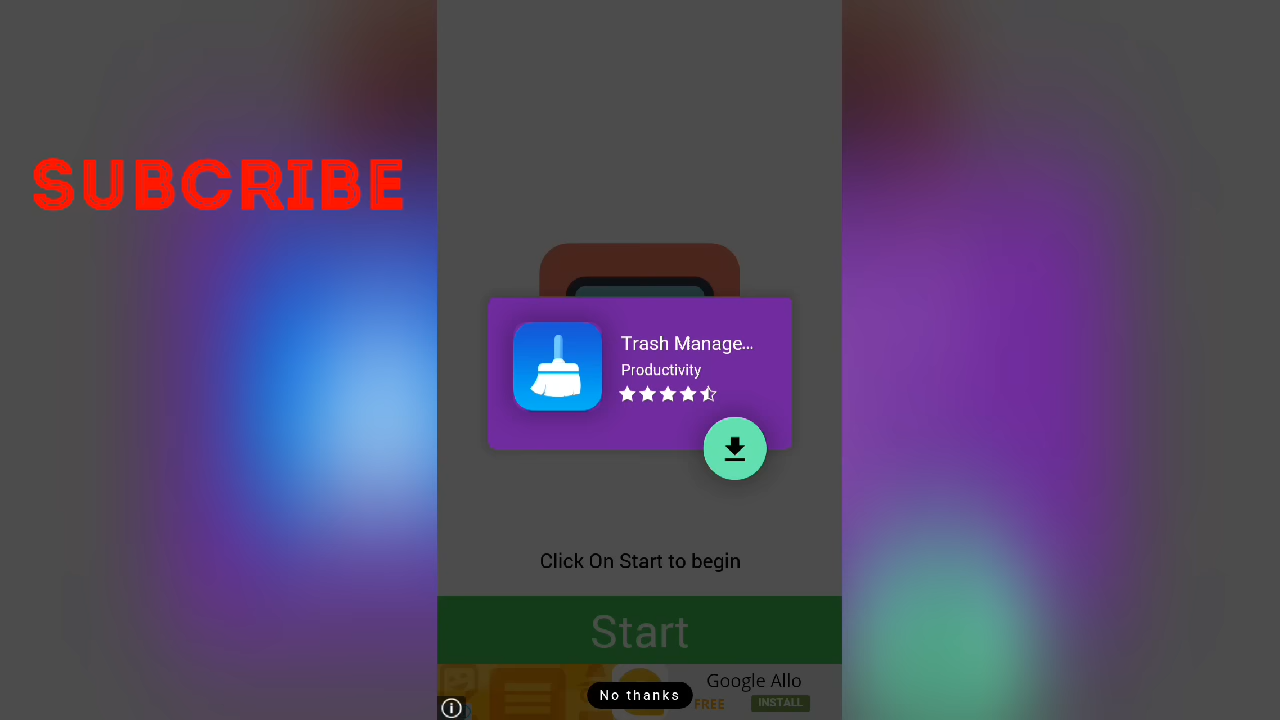 SUBCRIBE
Trash Manage...
Productivity
Click On Start to begin
Start
Google Allo
FREE
INSTALL
No thanks